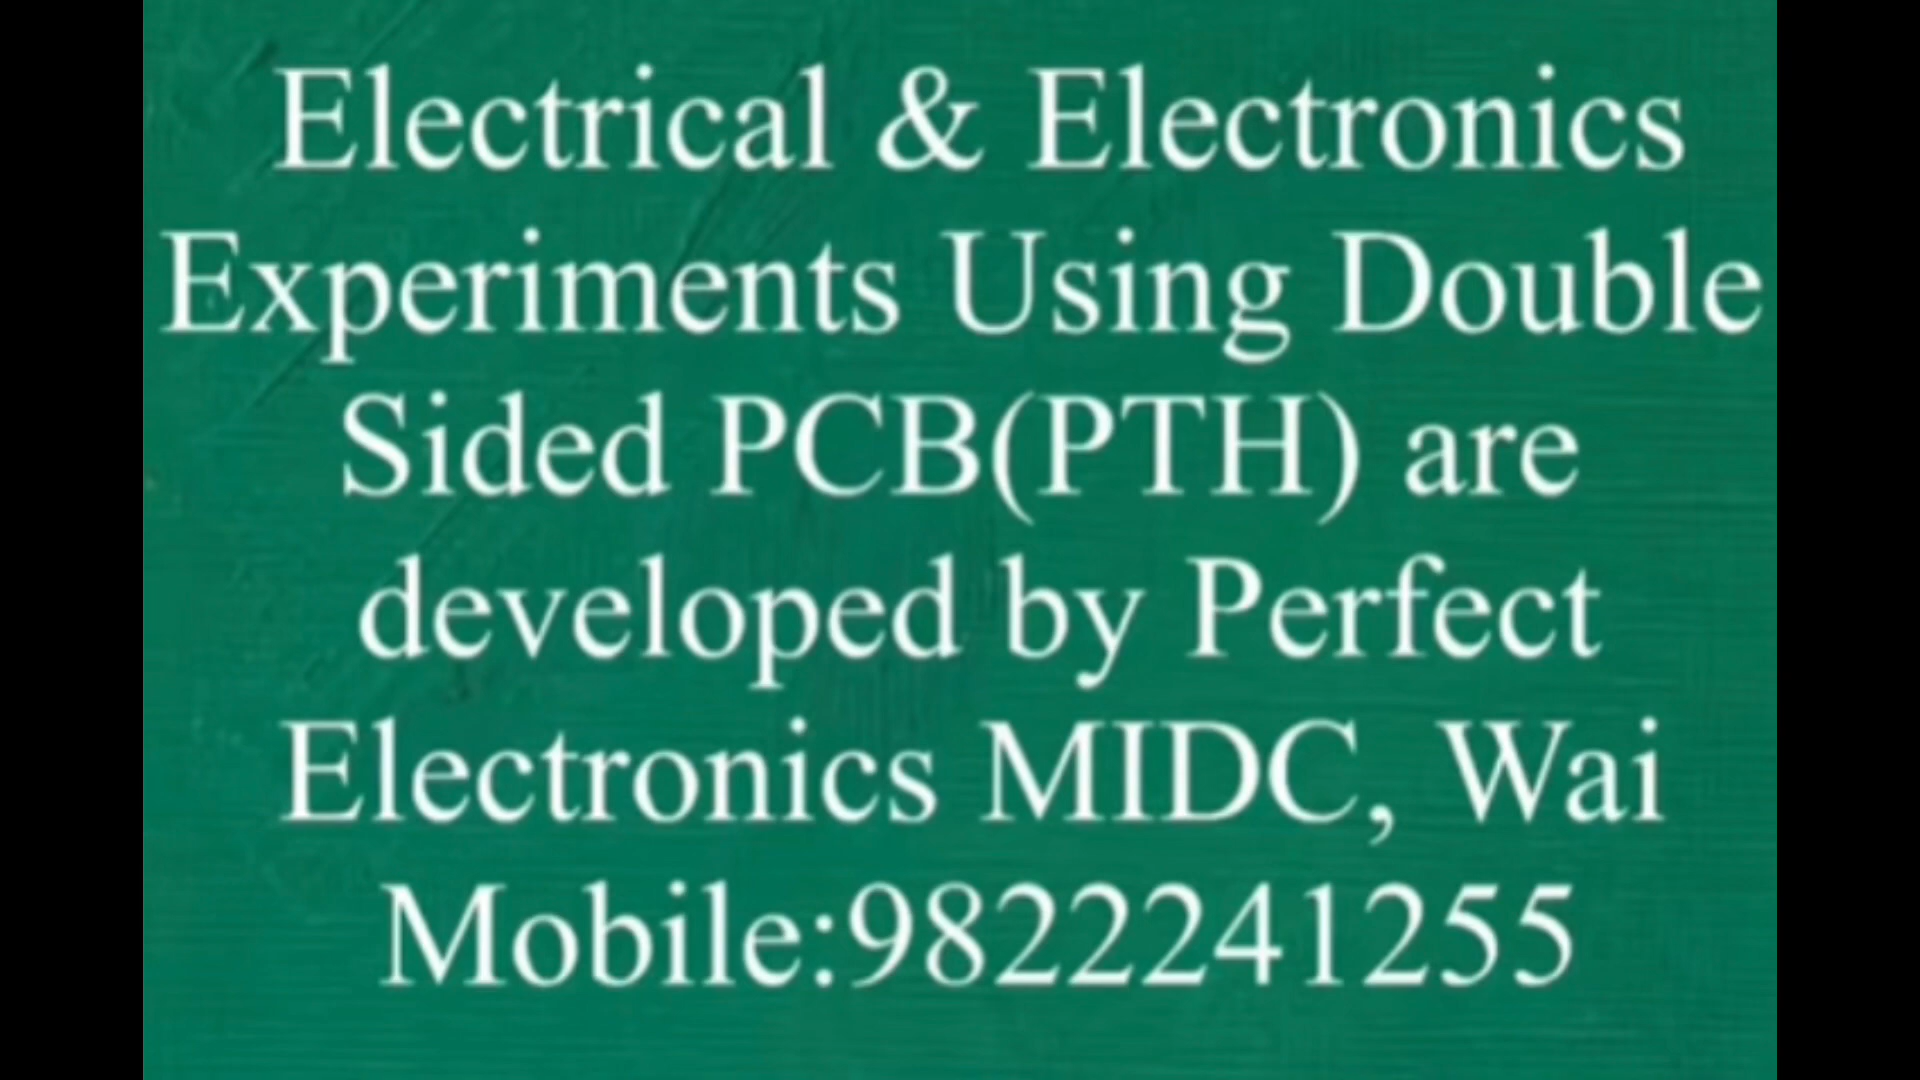 Electrical & Electronics
Experiments Using Double
Sided PCB(PTH) are
developed by Perfect
Electronics MIDC, Wai
Mobile:9822241255